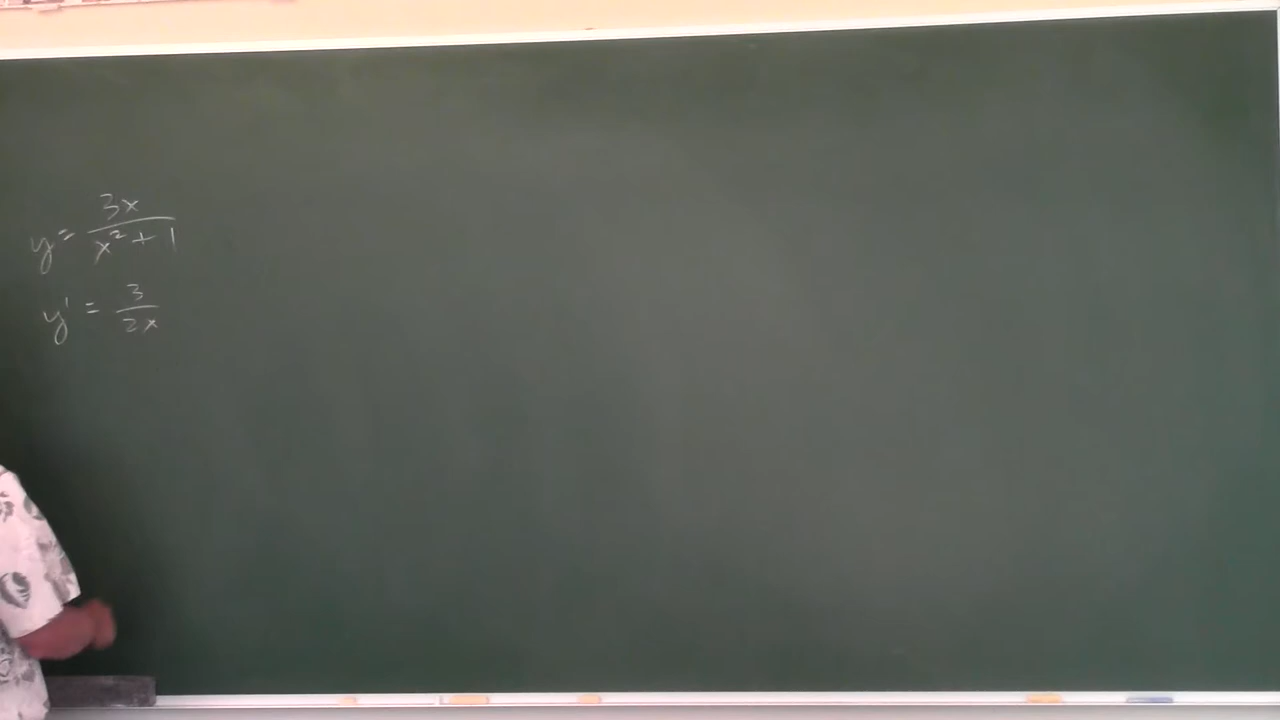 y = 3x / x² + 1
y' = 3 / 2x